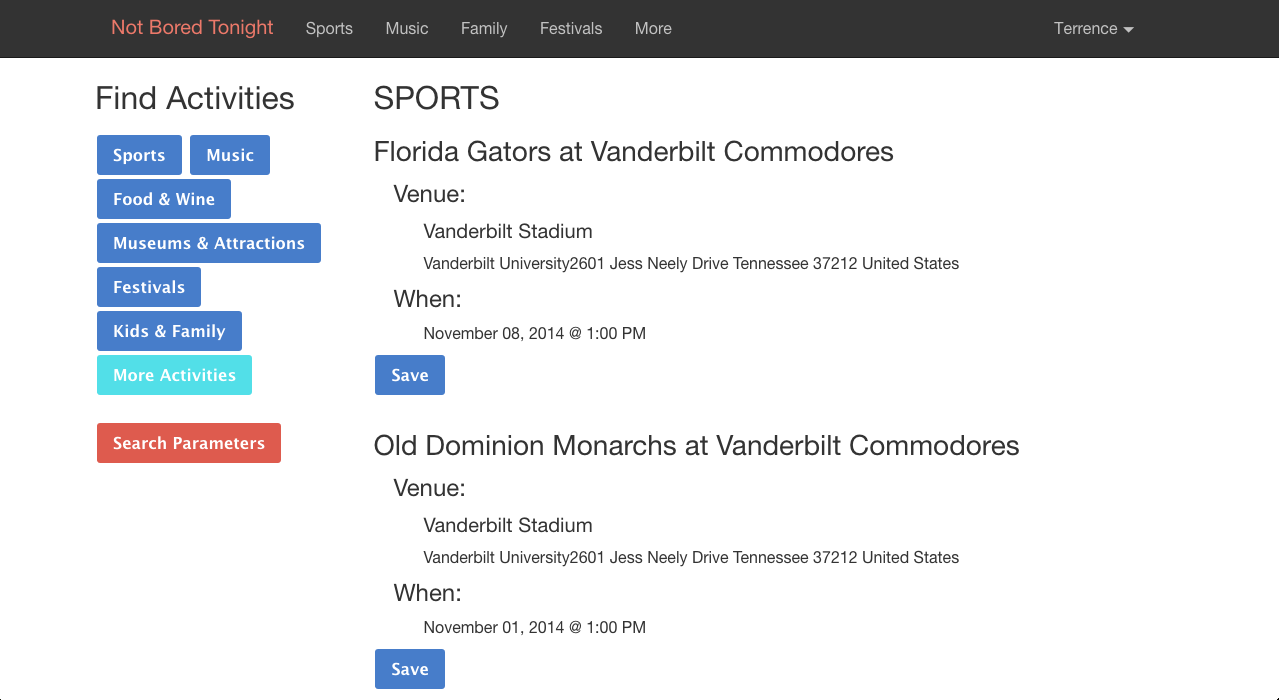 Not Bored Tonight Sports Music Family Festivals More Terrence
Find Activities
Sports Music
Food & Wine
Museums & Attractions
Festivals
Kids & Family
More Activities
Search Parameters
SPORTS
Florida Gators at Vanderbilt Commodores
Venue:
Vanderbilt Stadium
Vanderbilt University2601 Jess Neely Drive Tennessee 37212 United States
When:
November 08, 2014 @ 1:00 PM
Save
Old Dominion Monarchs at Vanderbilt Commodores
Venue:
Vanderbilt Stadium
Vanderbilt University2601 Jess Neely Drive Tennessee 37212 United States
When:
November 01, 2014 @ 1:00 PM
Save